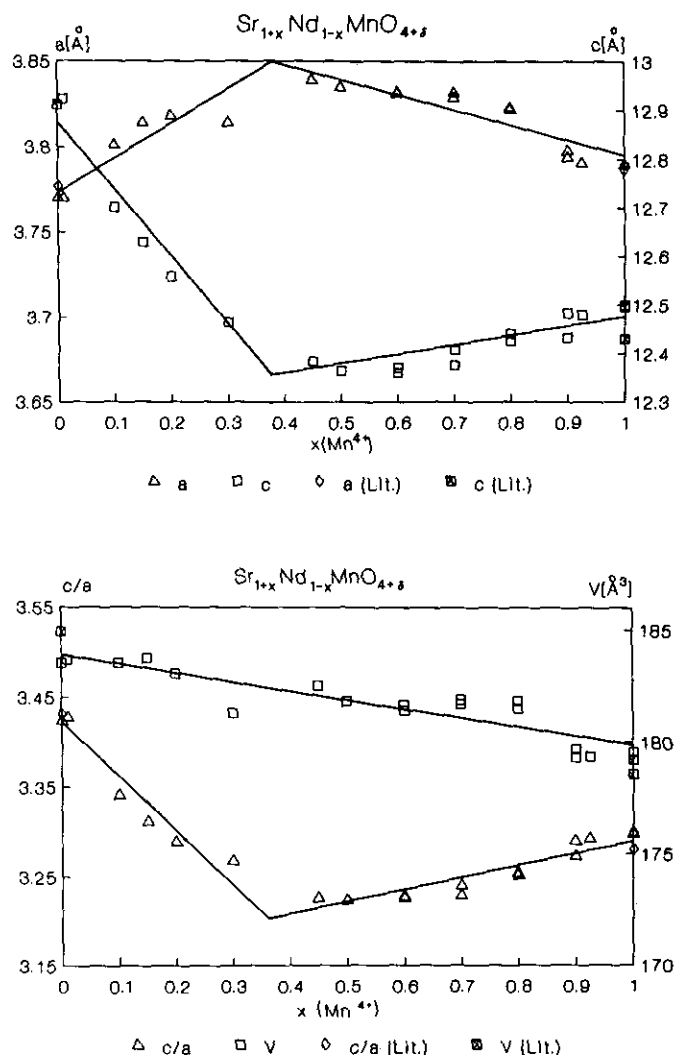 Sr1+xNd1-xMnO4+δ
a[Å] c[Å]
3.85 13
12.9
3.8 12.8
3.75 12.7
12.6
3.7 12.5
12.4
3.65 12.3
0 0.1 0.2 0.3 0.4 0.5 0.6 0.7 0.8 0.9 1
x(Mn4+)
△ a □ c ◊ a (Lit.) ⊠ c (Lit.)
c/a Sr1+xNd1-xMnO4+δ V[Å3]
3.55
185
3.45
180
3.35
3.25 175
3.15 170
0 0.1 0.2 0.3 0.4 0.5 0.6 0.7 0.8 0.9 1
x (Mn4+)
△ c/a □ V ◊ c/a (Lit.) ⊠ V (Lit.)